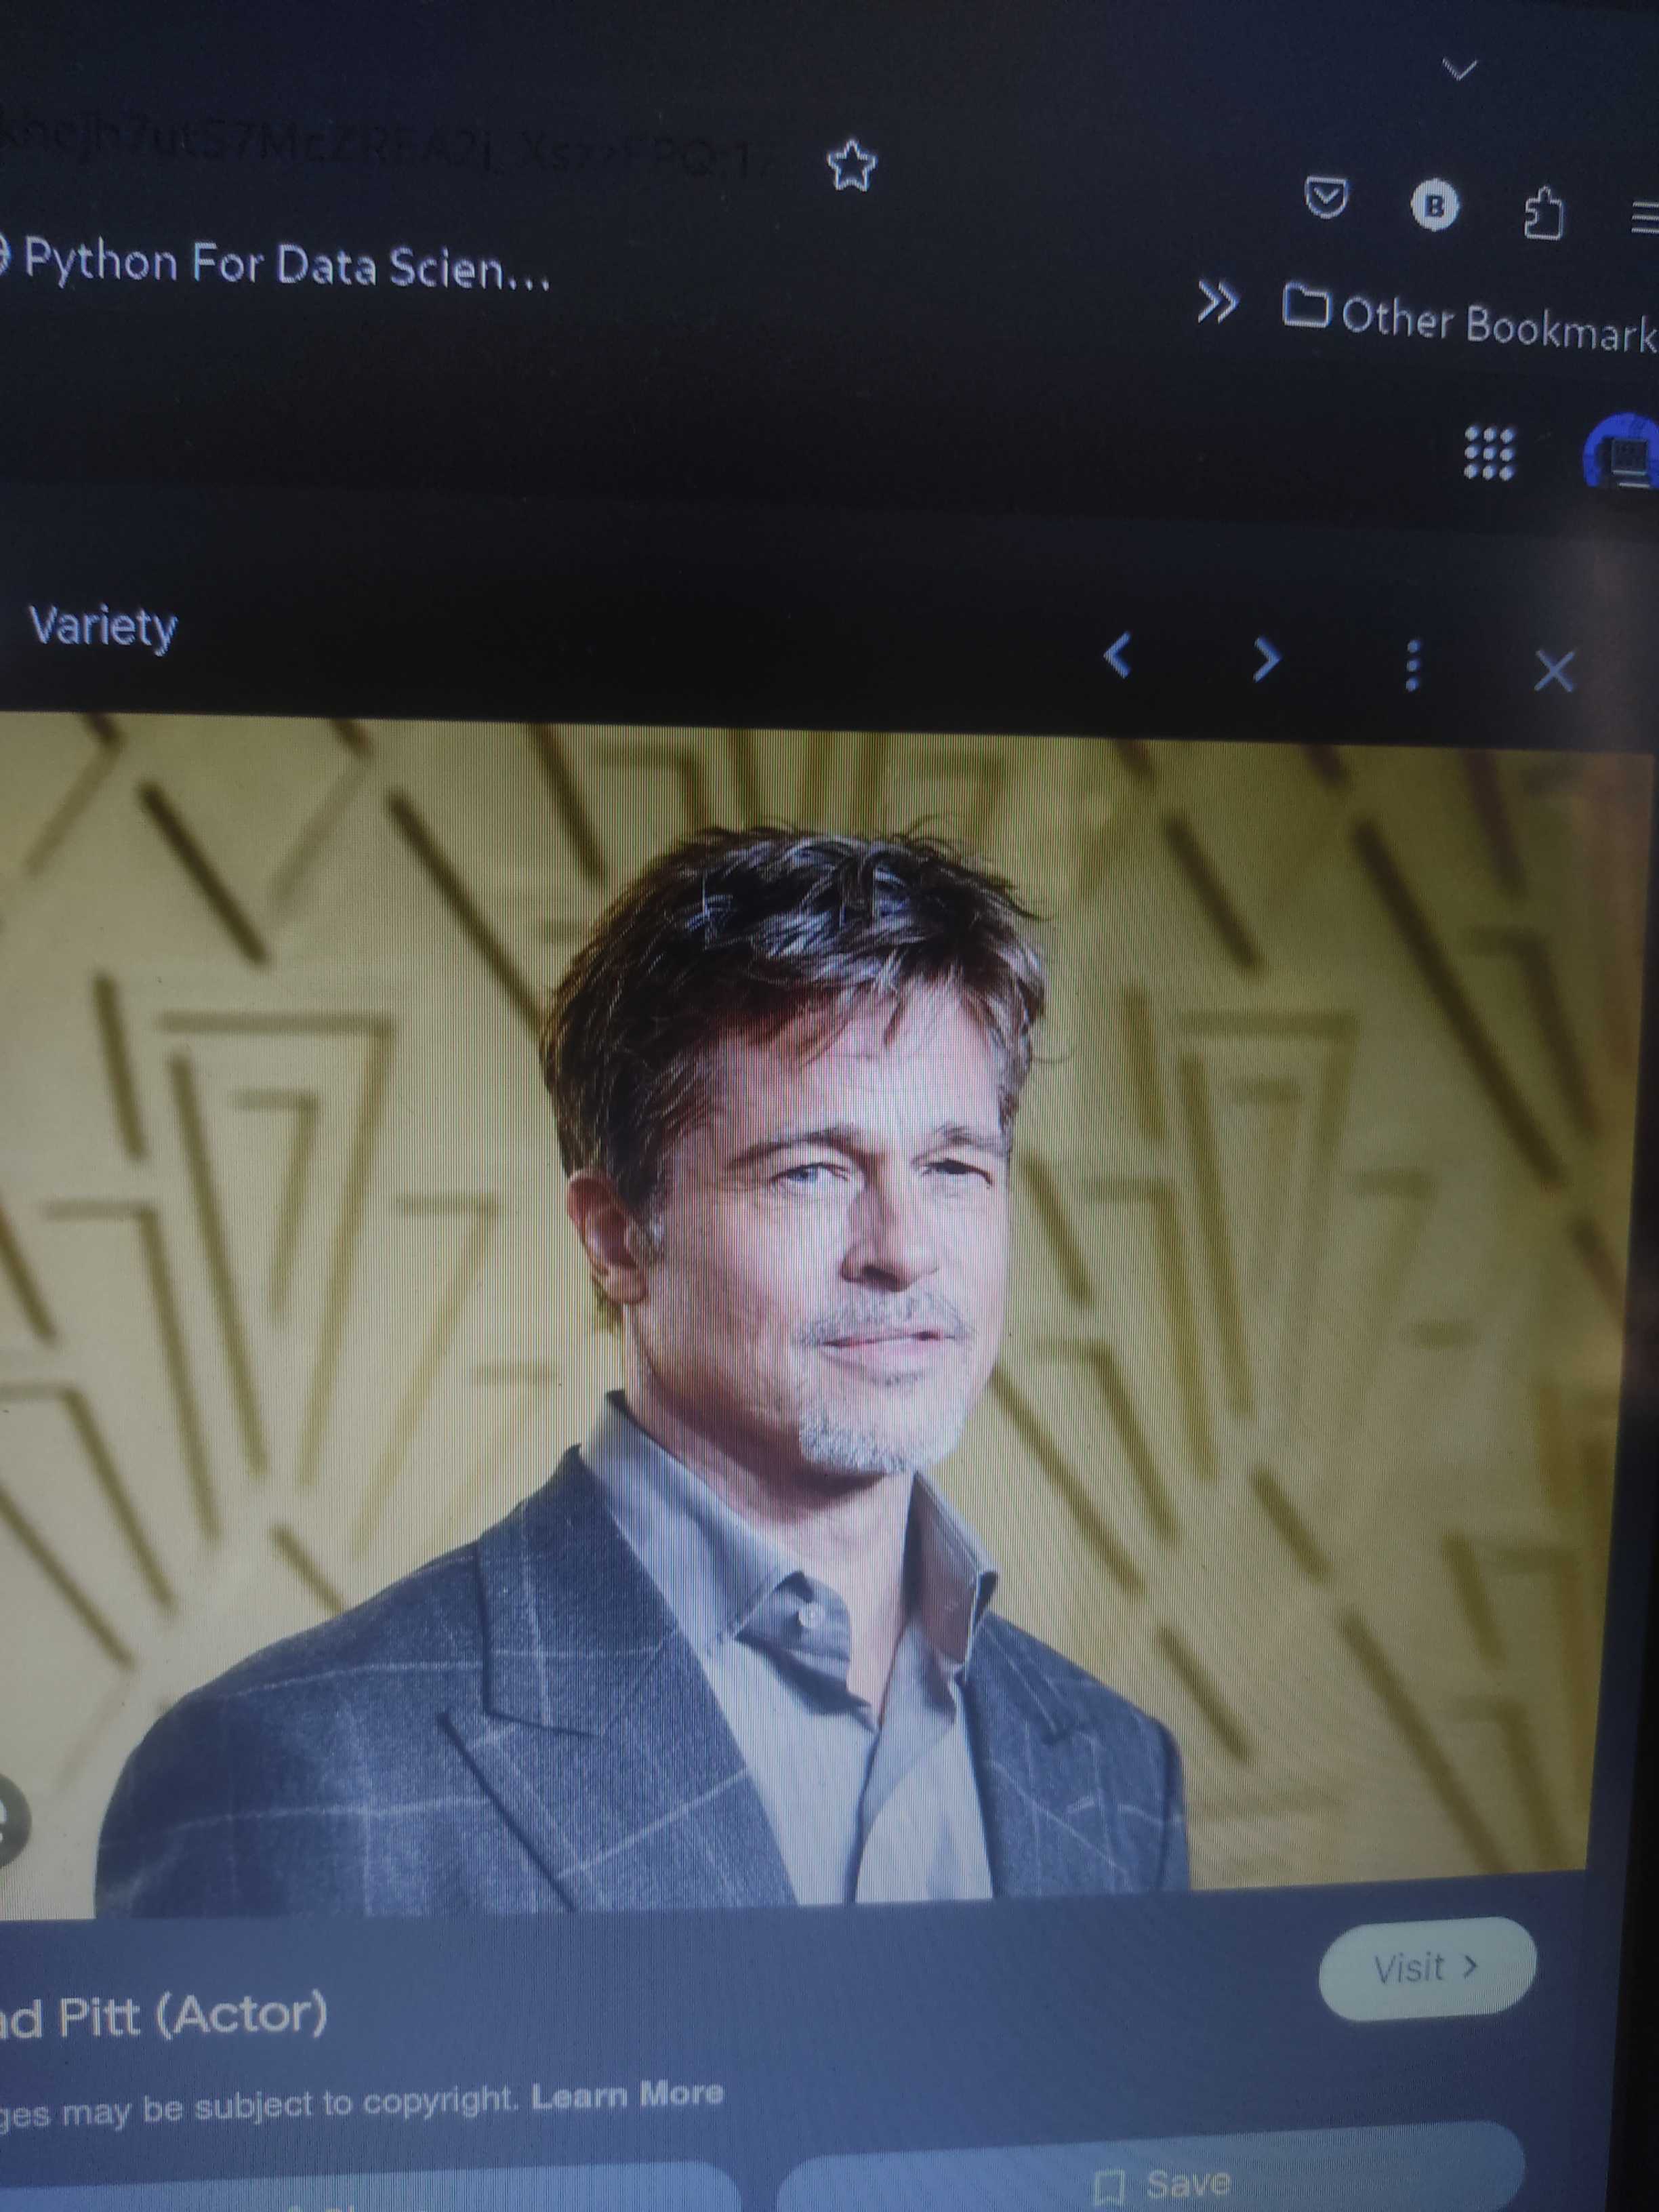 Python For Data Scien...
Other Bookmark
Variety
ad Pitt (Actor)
Visit >
ges may be subject to copyright. Learn More
Save